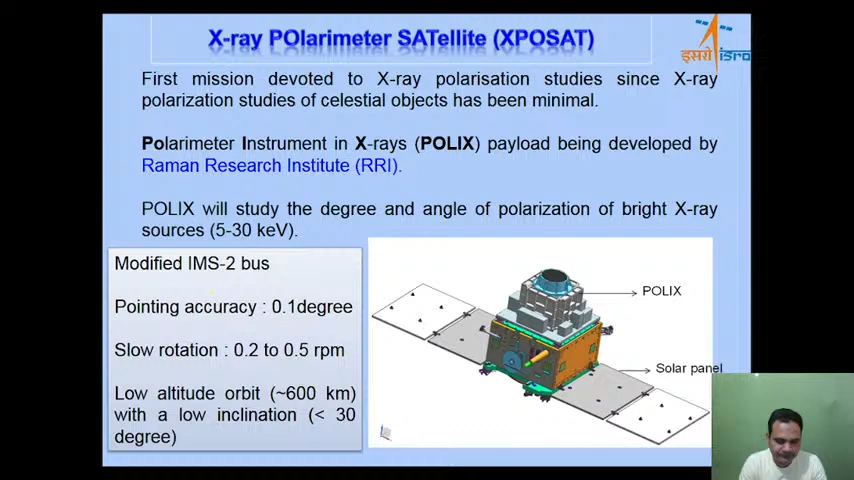 X-ray POlarimeter SATellite (XPOSAT)
इसरो isro
First mission devoted to X-ray polarisation studies since X-ray
polarization studies of celestial objects has been minimal.
Polarimeter Instrument in X-rays (POLIX) payload being developed by
Raman Research Institute (RRI).
POLIX will study the degree and angle of polarization of bright X-ray
sources (5-30 keV).
Modified IMS-2 bus
Pointing accuracy : 0.1degree
Slow rotation : 0.2 to 0.5 rpm
Low altitude orbit (~600 km)
with a low inclination (< 30
degree)
POLIX
Solar panel